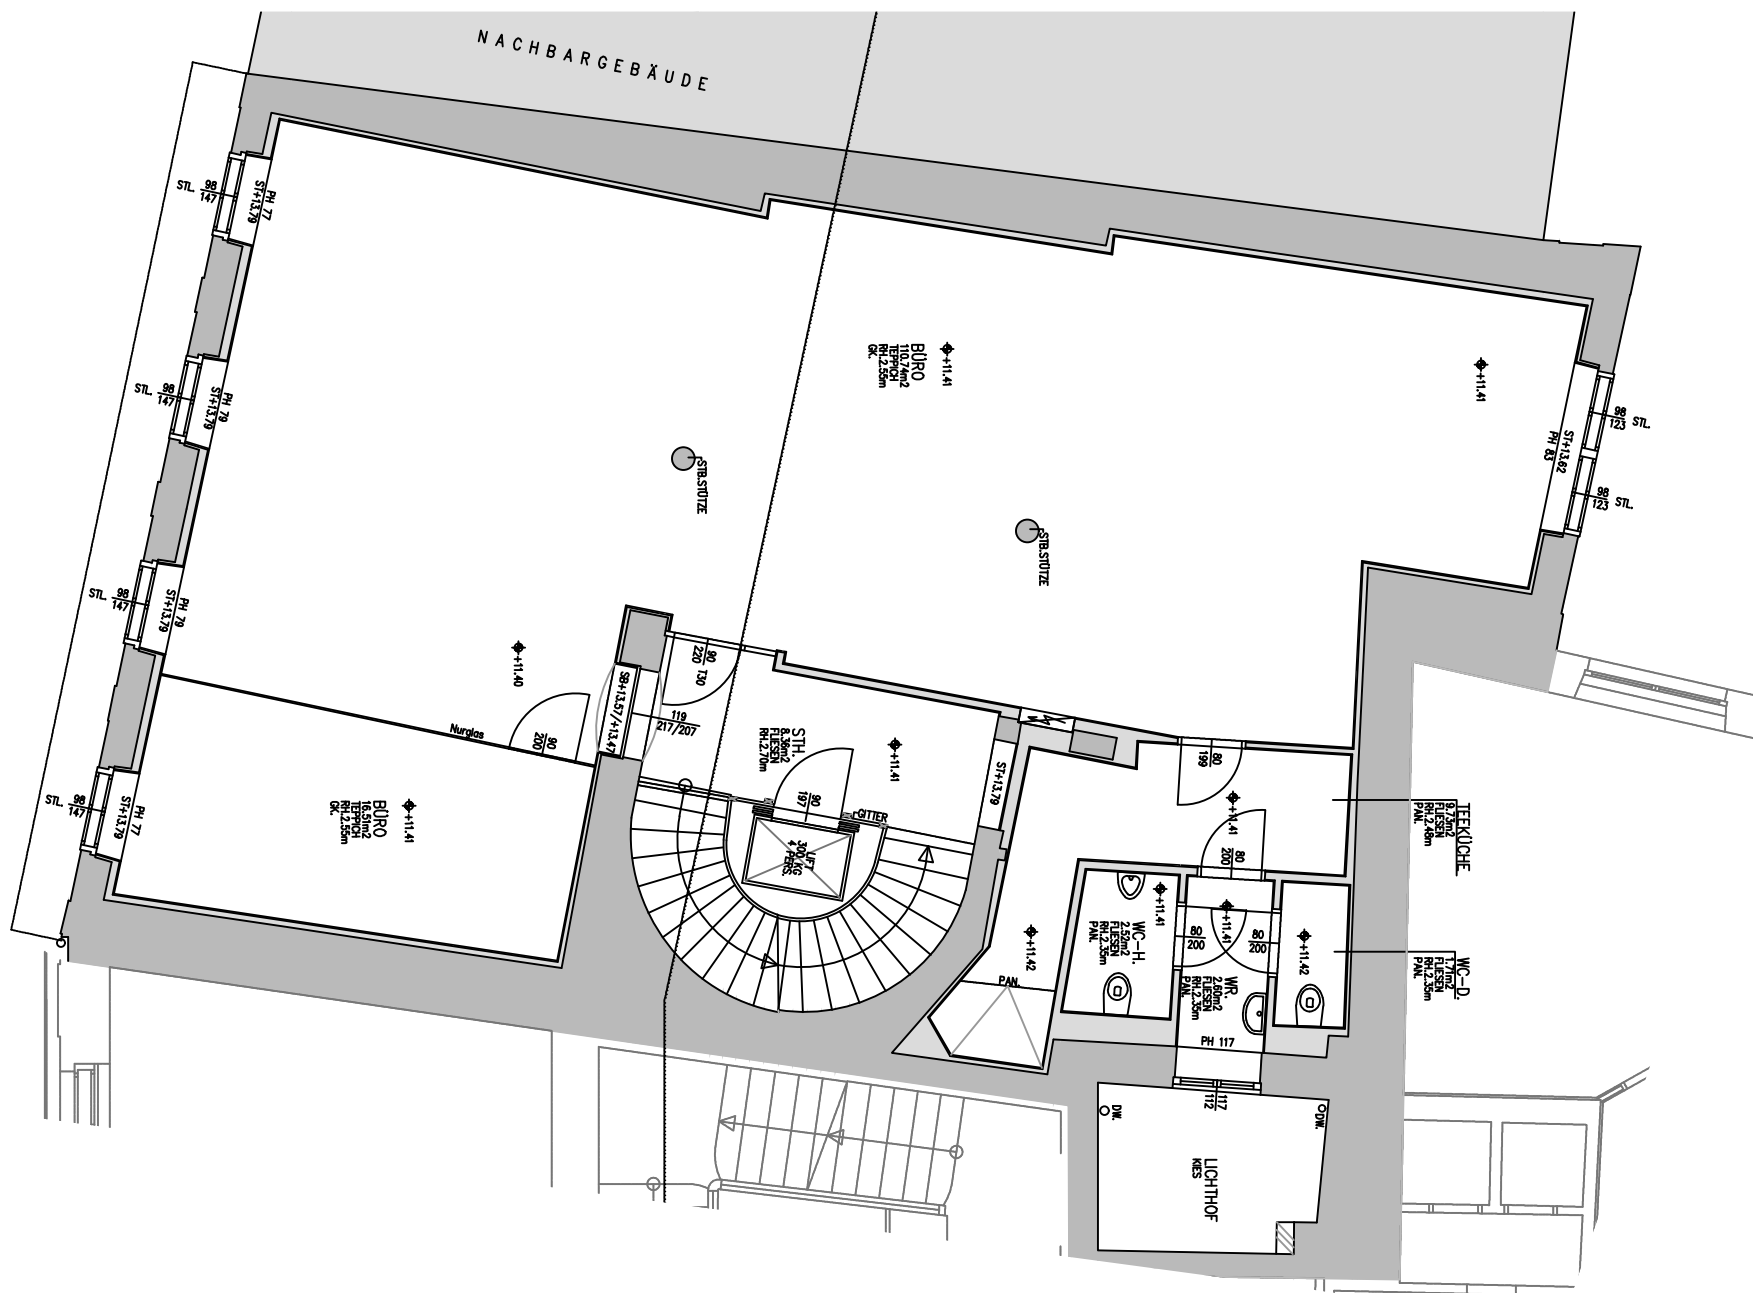 NACHBARGEBÄUDE
STL. 98
147
PH 77
ST+13.79
STL. 98
147
PH 79
ST+13.79
STL. 98
147
PH 79
ST+13.79
STL. 98
147
PH 77
ST+13.79
BÜRO
110.74m2
TEPPICH
RH.2.55m
GK.
+11.41
+11.41
98
123 STL.
98
123 STL.
ST+13.62
PH 83
STB.STÜTZE
STB.STÜTZE
+11.40
Nurglas
90
200
SB+13.57/+13.47
90
220 T30
119
217/207
BÜRO
16.51m2
TEPPICH
RH.2.55m
GK.
+11.41
STH.
8.36m2
FLIESEN
RH.2.70m
+11.41
90
197
GITTER
LIFT
300 KG
4 PERS.
ST+13.79
80
199
+11.41
80
200
TEEKÜCHE
9.73m2
FLIESEN
RH.2.48m
PAN.
+11.42
PAN.
WC-H.
2.52m2
FLIESEN
RH.2.35m
PAN.
+11.41
80
200
+11.41
80
200
WR.
2.60m2
FLIESEN
RH.2.35m
PAN.
+11.42
WC-D.
1.71m2
FLIESEN
RH.2.35m
PAN.
PH 117
117
112
DW.
DW.
LICHTHOF
KIES